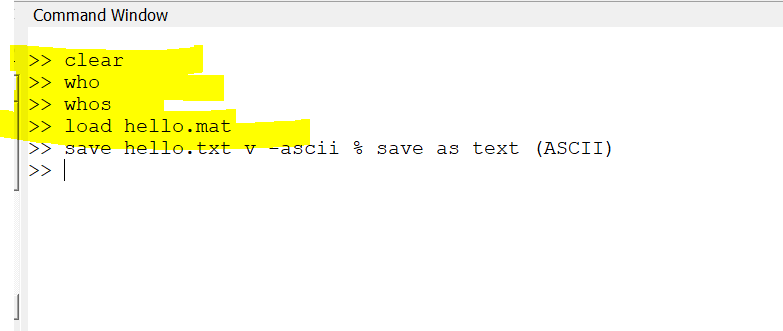 Command Window
>> clear
>> who
>> whos
>> load hello.mat
>> save hello.txt v -ascii % save as text (ASCII)
>>